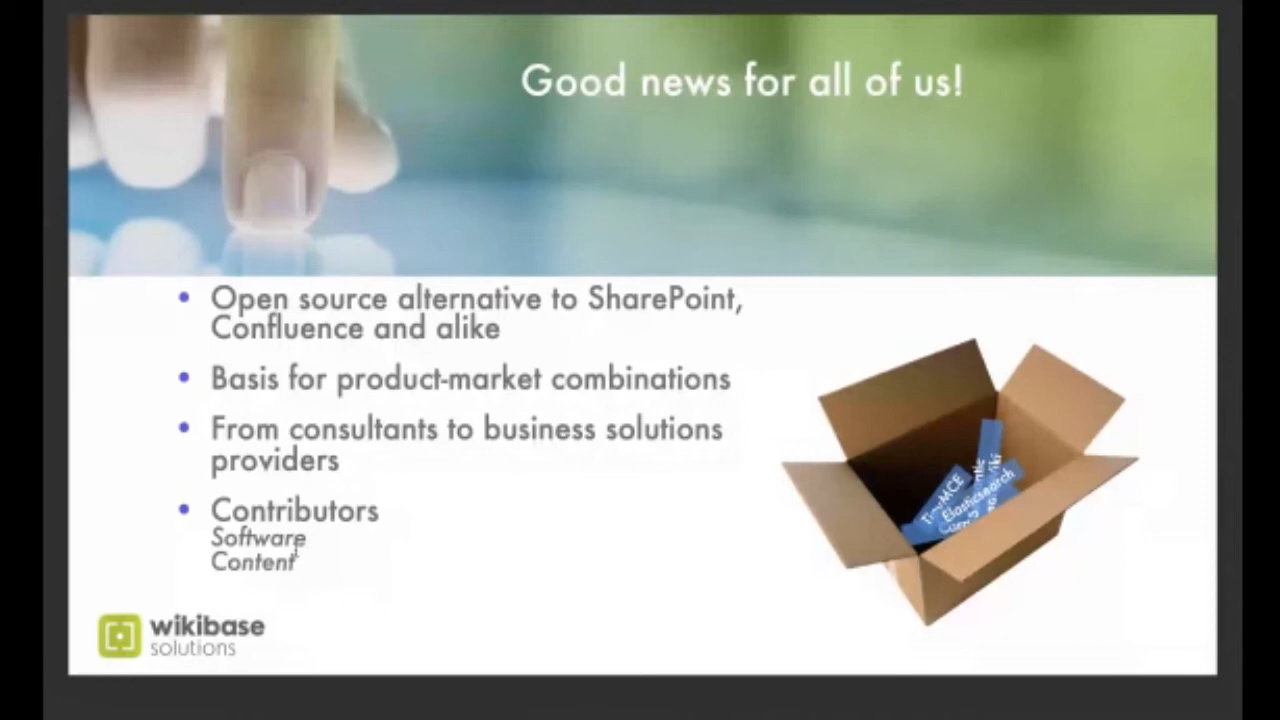 Good news for all of us!
• Open source alternative to SharePoint,
Confluence and alike
• Basis for product-market combinations
• From consultants to business solutions
providers
• Contributors
Software
Content
Elasticsearch
wikibase
solutions